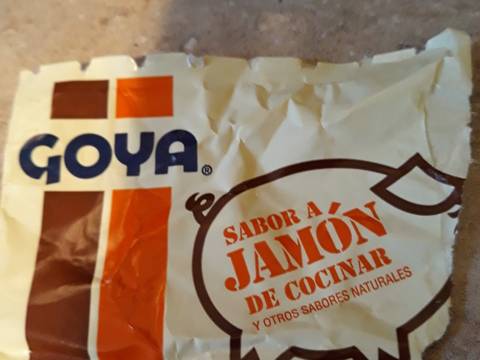 GOYA®
SABOR A
JAMÓN
DE COCINAR
Y OTROS SABORES NATURALES